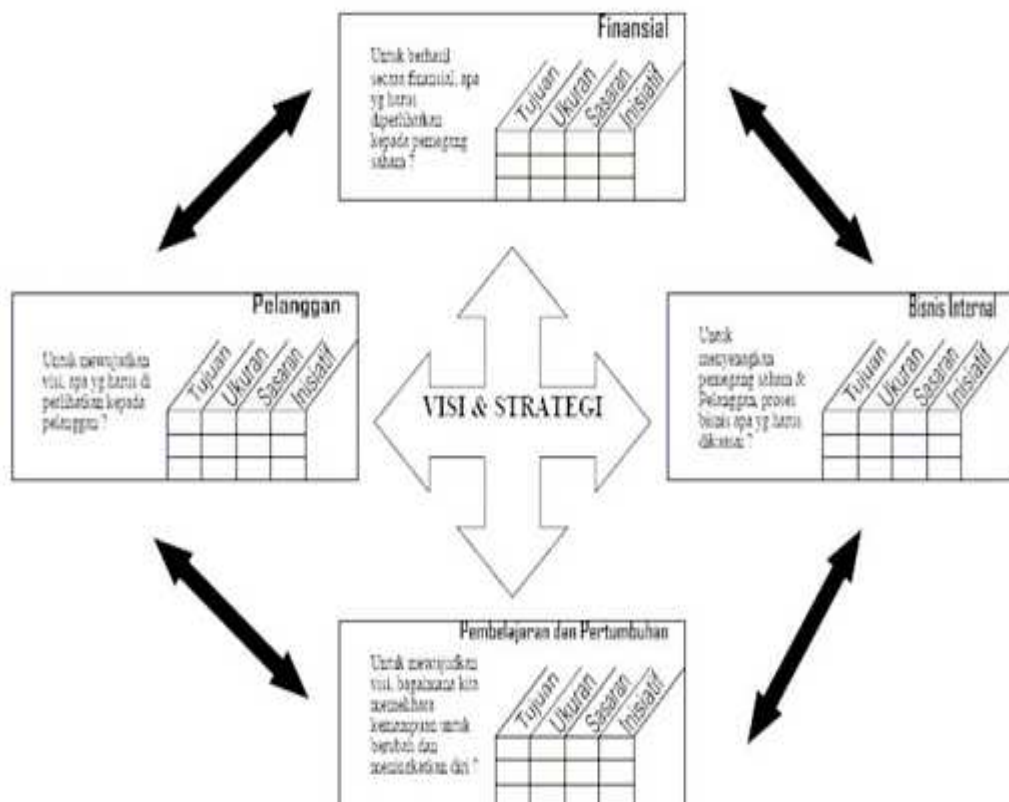 Finansial
Untuk berhasil
secara finansial, apa
yg harus
diperlihatkan
kepada pemegang
saham ?
Tujuan
Ukuran
Sasaran
Inisiatif
Pelanggan
Untuk mewujudkan
visi, apa yg harus di
perlihatkan kepada
pelanggan ?
Tujuan
Ukuran
Sasaran
Inisiatif
VISI & STRATEGI
Bisnis Internal
Untuk
menyenangkan
pemegang saham &
Pelanggan, proses
bisnis apa yg harus
dikuasai ?
Tujuan
Ukuran
Sasaran
Inisiatif
Pembelajaran dan Pertumbuhan
Untuk mewujudkan
visi, bagaimana kita
memelihara
kemampuan untuk
berubah dan
meningkatkan diri ?
Tujuan
Ukuran
Sasaran
Inisiatif